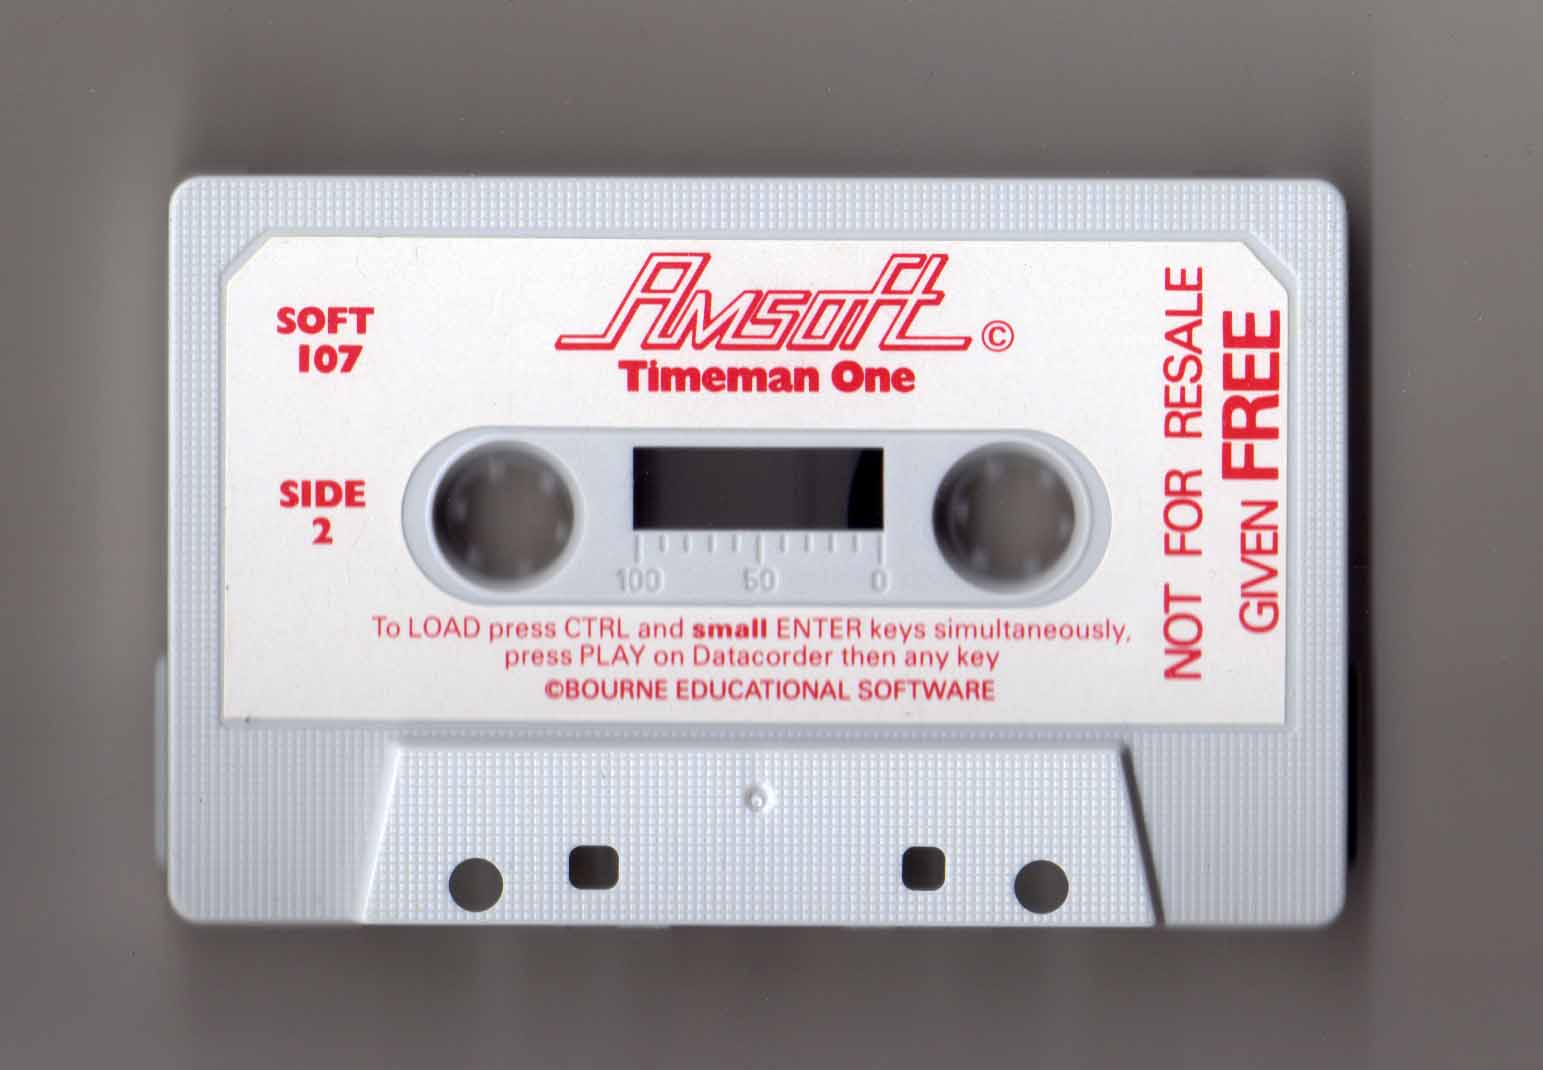 Amsoft ©
Timeman One
SOFT
107
SIDE
2
100 50 0
To LOAD press CTRL and small ENTER keys simultaneously,
press PLAY on Datacorder then any key
©BOURNE EDUCATIONAL SOFTWARE
NOT FOR RESALE
GIVEN FREE